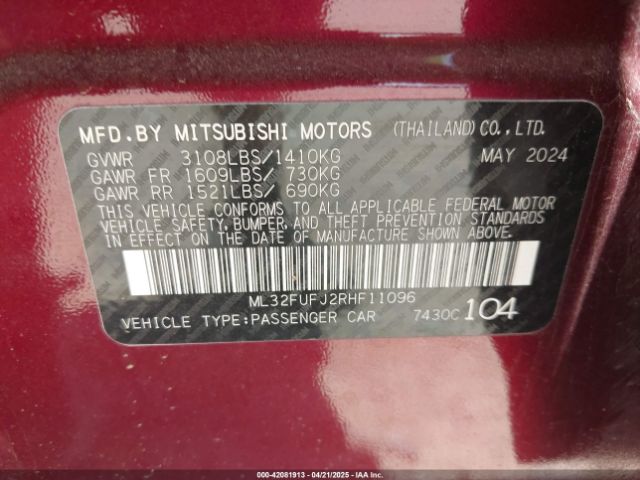 MFD. BY MITSUBISHI MOTORS (THAILAND) CO., LTD.
GVWR 3108LBS/1410KG MAY 2024
GAWR FR 1609LBS/ 730KG
GAWR RR 1521LBS/ 690KG
THIS VEHICLE CONFORMS TO ALL APPLICABLE FEDERAL MOTOR
VEHICLE SAFETY, BUMPER, AND THEFT PREVENTION STANDARDS
IN EFFECT ON THE DATE OF MANUFACTURE SHOWN ABOVE.
ML32FUFJ2RHF11096
VEHICLE TYPE:PASSENGER CAR 7430C 104
000-42081913 - 04/21/2025 - IAAI.COM